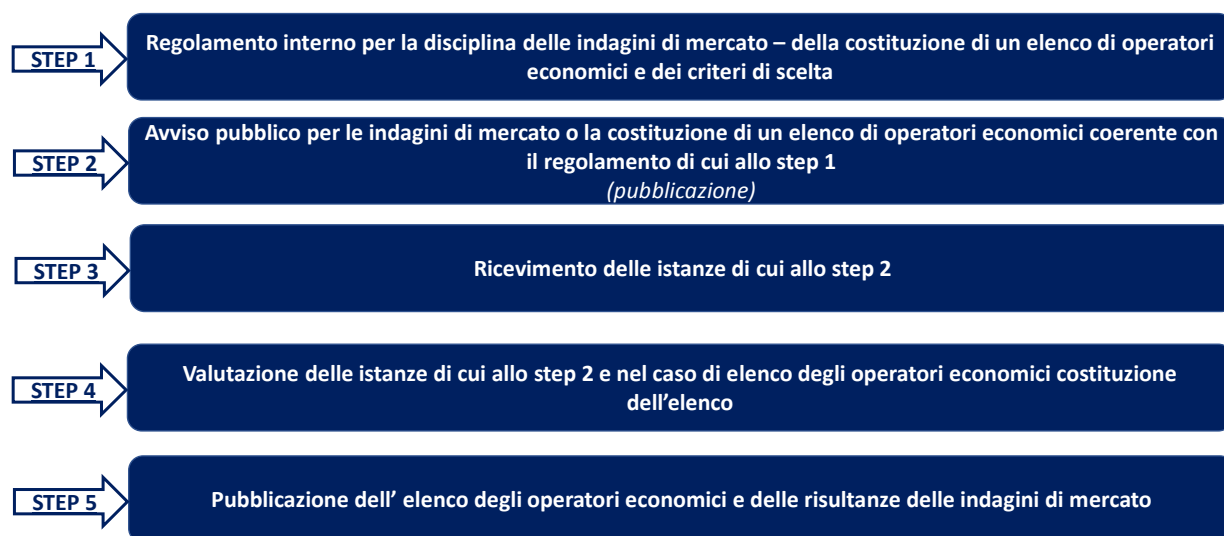 STEP 1
Regolamento interno per la disciplina delle indagini di mercato – della costituzione di un elenco di operatori
economici e dei criteri di scelta
STEP 2
Avviso pubblico per le indagini di mercato o la costituzione di un elenco di operatori economici coerente con
il regolamento di cui allo step 1
(pubblicazione)
STEP 3
Ricevimento delle istanze di cui allo step 2
STEP 4
Valutazione delle istanze di cui allo step 2 e nel caso di elenco degli operatori economici costituzione
dell’elenco
STEP 5
Pubblicazione dell’ elenco degli operatori economici e delle risultanze delle indagini di mercato